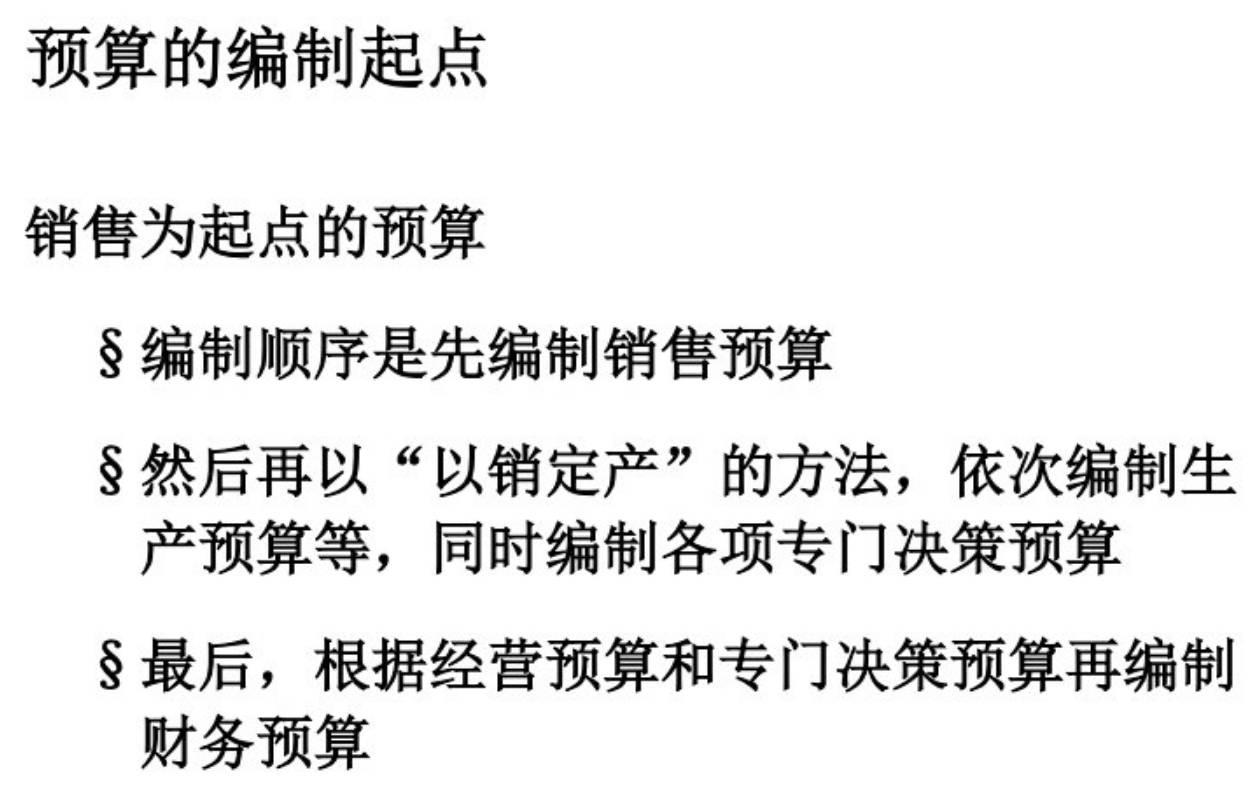 预算的编制起点
销售为起点的预算
§ 编制顺序是先编制销售预算
§ 然后再以“以销定产”的方法，依次编制生
产预算等，同时编制各项专门决策预算
§ 最后，根据经营预算和专门决策预算再编制
财务预算